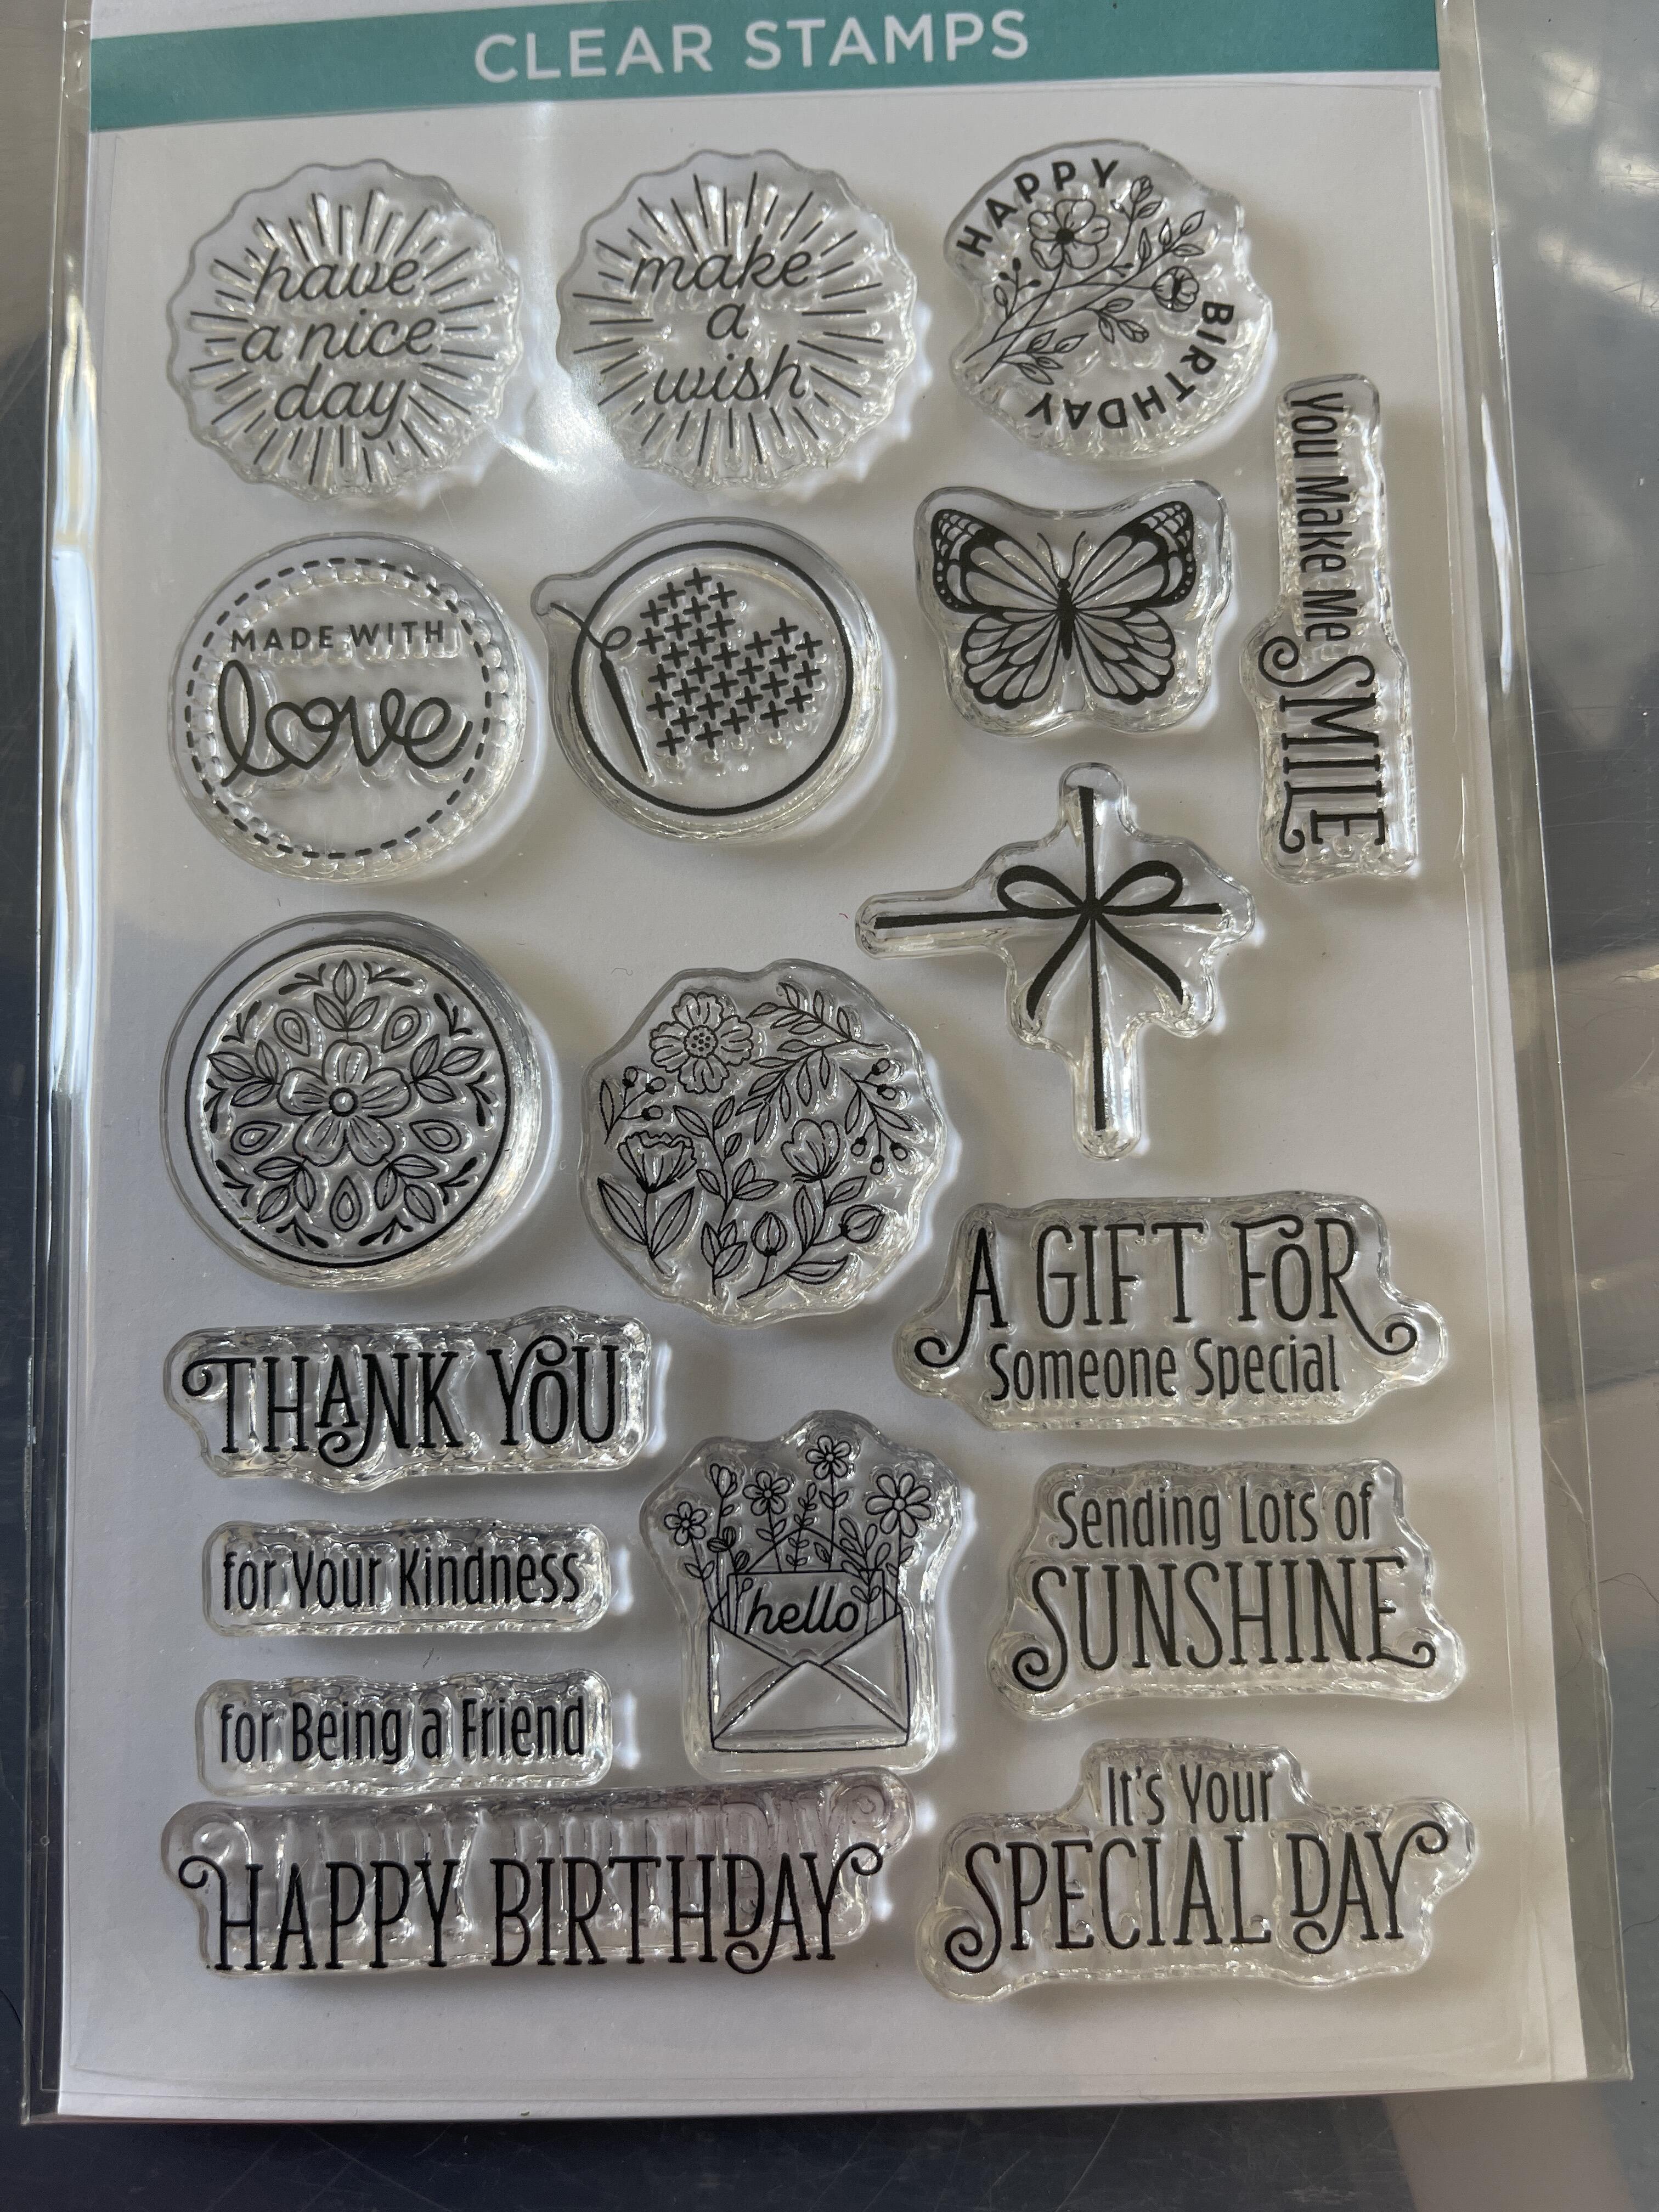 CLEAR STAMPS
have
a nice
day
make
a
wish
HAPPY
BIRTHDAY
You Make Me SMILE
MADE WITH
love
A GIFT FOR
Someone Special
THANK YOU
for Your Kindness
hello
Sending Lots of
SUNSHINE
for Being a Friend
HAPPY BIRTHDAY
It's Your
SPECIAL DAY